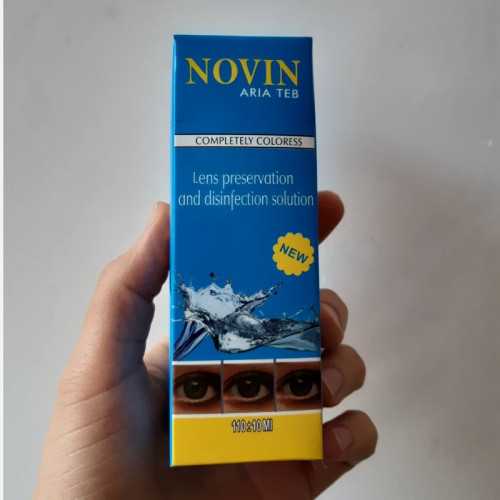 NOVIN
ARIA TEB
COMPLETELY COLORESS
Lens preservation
and disinfection solution
NEW
110±10 Ml